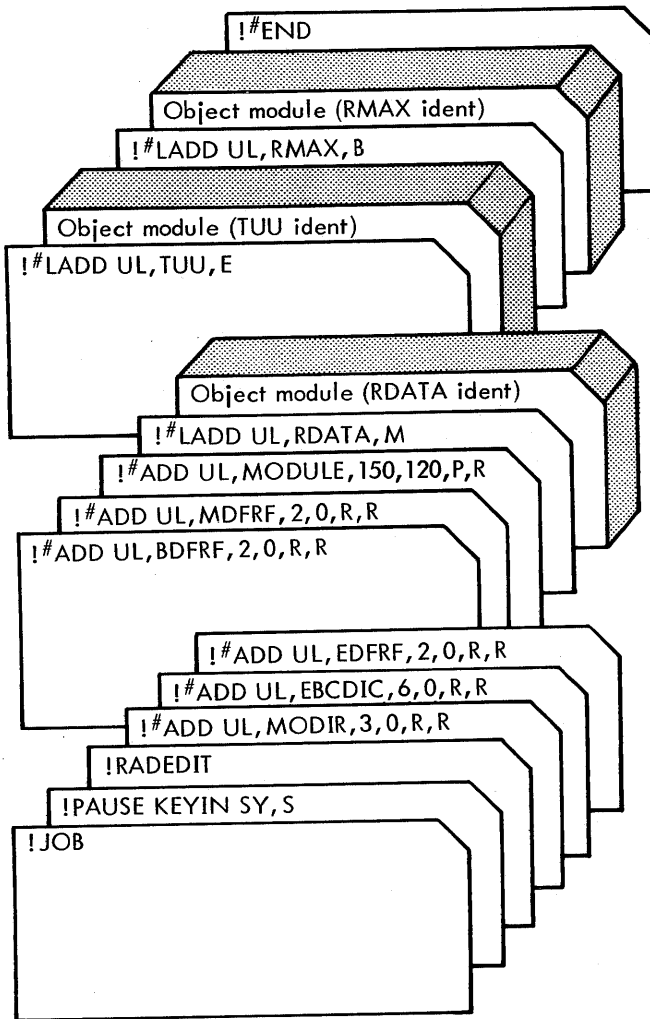 !#END
Object module (RMAX ident)
!#LADD UL,RMAX,B
Object module (TUU ident)
!#LADD UL,TUU,E
Object module (RDATA ident)
!#LADD UL,RDATA,M
!#ADD UL,MODULE,150,120,P,R
!#ADD UL,MDFRF,2,0,R,R
!#ADD UL,BDFRF,2,0,R,R
!#ADD UL,EDFRF,2,0,R,R
!#ADD UL,EBCDIC,6,0,R,R
!#ADD UL,MODIR,3,0,R,R
!RADEDIT
!PAUSE KEYIN SY,S
!JOB